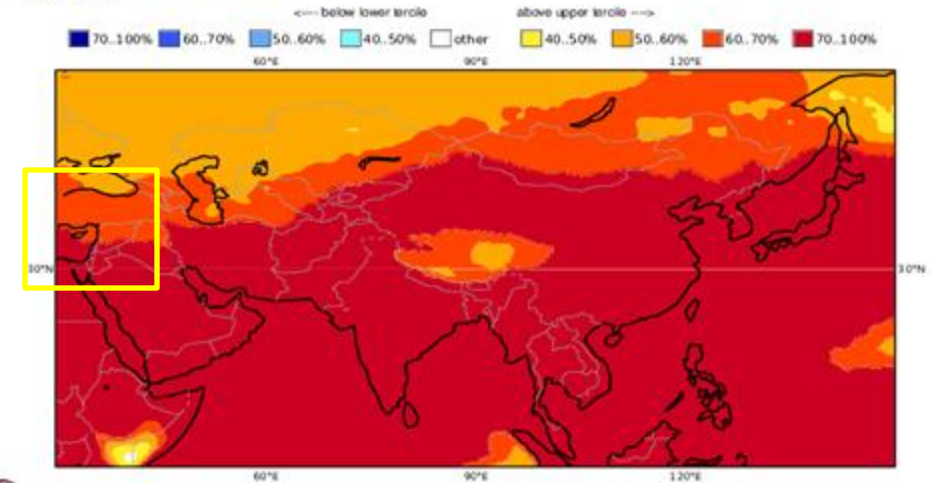 <---- below lower tercile above upper tercile ---->
70..100% 60..70% 50..60% 40..50% other 40..50% 50..60% 60..70% 70..100%
60°E 90°E 120°E
30°N 30°N
60°E 90°E 120°E